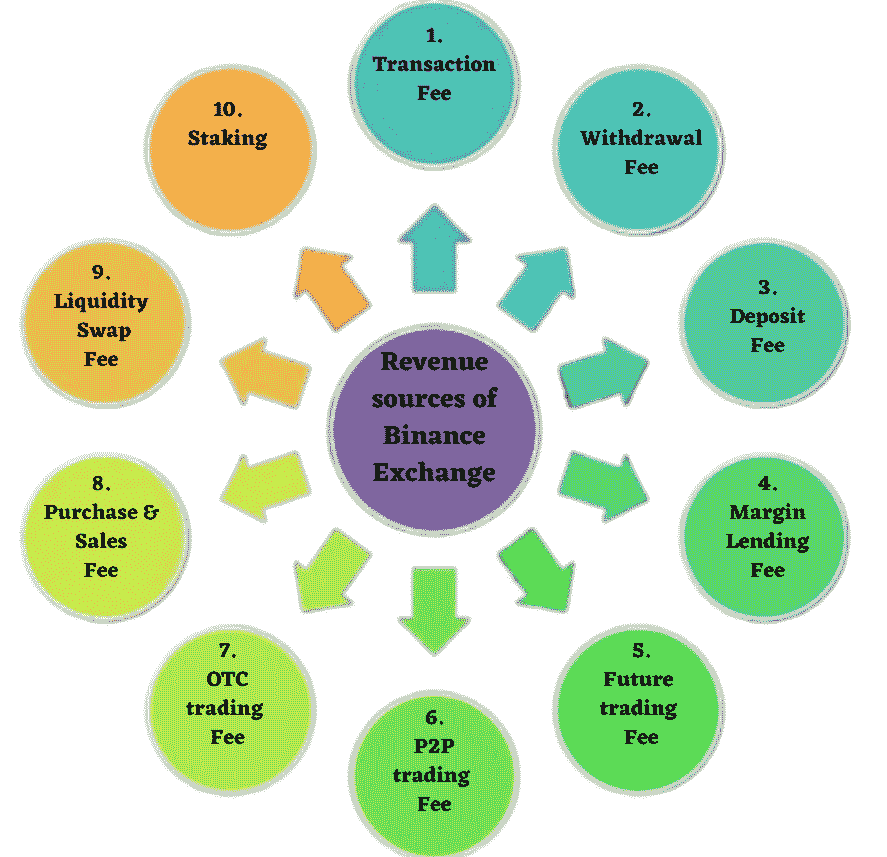 Revenue
sources of
Binance
Exchange
1.
Transaction
Fee
2.
Withdrawal
Fee
3.
Deposit
Fee
4.
Margin
Lending
Fee
5.
Future
trading
Fee
6.
P2P
trading
Fee
7.
OTC
trading
Fee
8.
Purchase &
Sales
Fee
9.
Liquidity
Swap
Fee
10.
Staking